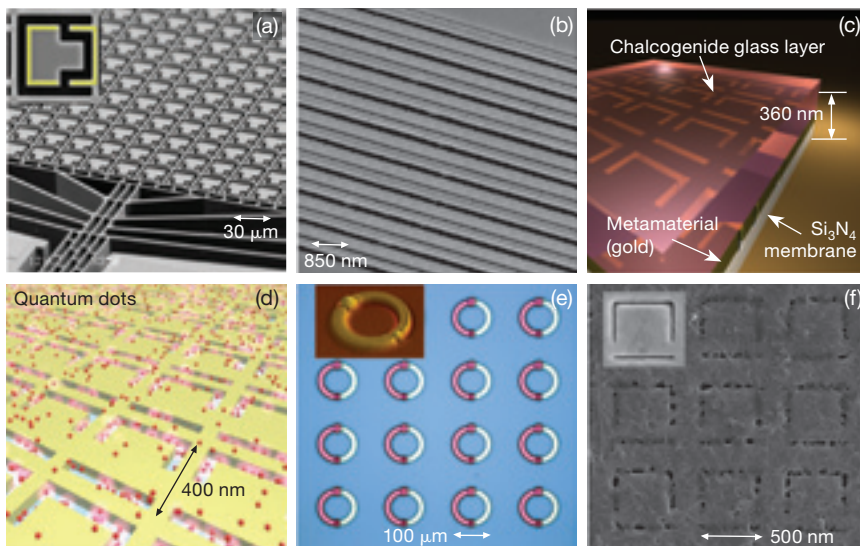 (a)
30 μm
(b)
850 nm
(c)
Chalcogenide glass layer
360 nm
Metamaterial
(gold)
Si₃N₄
membrane
Quantum dots
(d)
400 nm
(e)
100 μm
(f)
500 nm